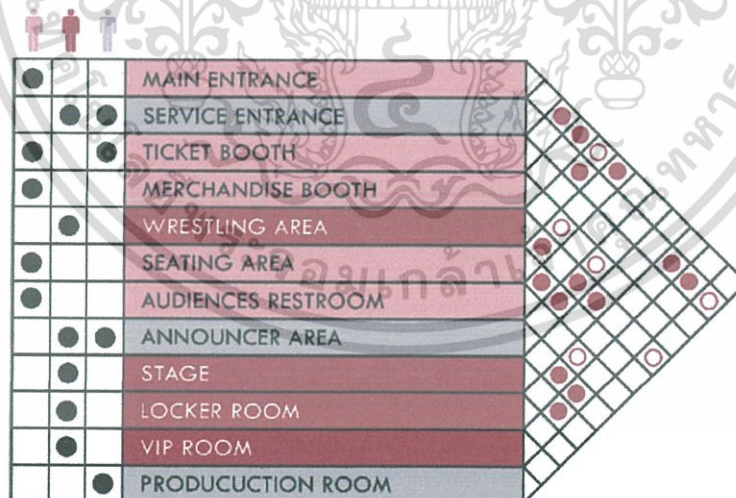 MAIN ENTRANCE
SERVICE ENTRANCE
TICKET BOOTH
MERCHANDISE BOOTH
WRESTLING AREA
SEATING AREA
AUDIENCES RESTROOM
ANNOUNCER AREA
STAGE
LOCKER ROOM
VIP ROOM
PRODUCUCTION ROOM